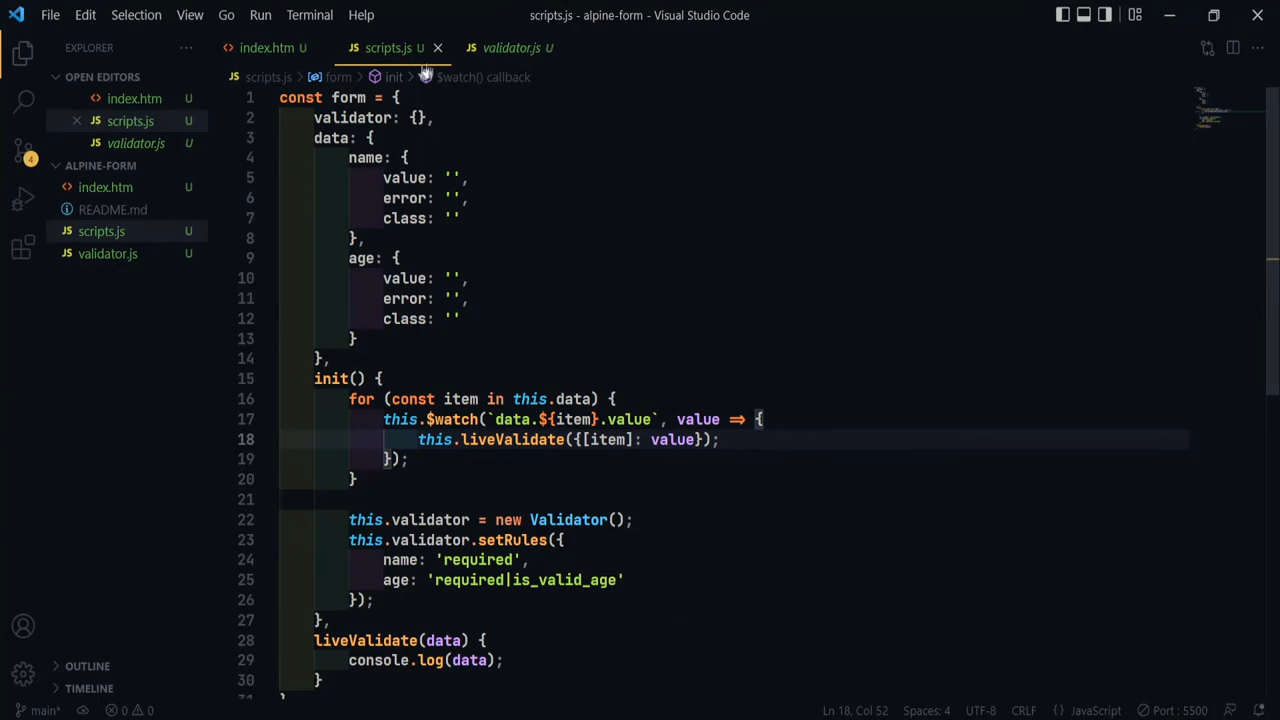 File Edit Selection View Go Run Terminal Help
scripts.js - alpine-form - Visual Studio Code
EXPLORER
OPEN EDITORS
index.htm U
scripts.js U
validator.js U
ALPINE-FORM
index.htm U
README.md
scripts.js U
validator.js U
OUTLINE
TIMELINE
4
index.htm U
scripts.js U
validator.js U
scripts.js > form > init > $watch() callback
1 const form = {
2 validator: {},
3 data: {
4 name: {
5 value: '',
6 error: '',
7 class: ''
8 },
9 age: {
10 value: '',
11 error: '',
12 class: ''
13 }
14 },
15 init() {
16 for (const item in this.data) {
17 this.$watch(`data.${item}.value`, value => {
18 this.liveValidate({[item]: value});
19 });
20 }
21
22 this.validator = new Validator();
23 this.validator.setRules({
24 name: 'required',
25 age: 'required|is_valid_age'
26 });
27 },
28 liveValidate(data) {
29 console.log(data);
30 }
main* 0 0
Ln 18, Col 52 Spaces: 4 UTF-8 CRLF {} JavaScript Port : 5500